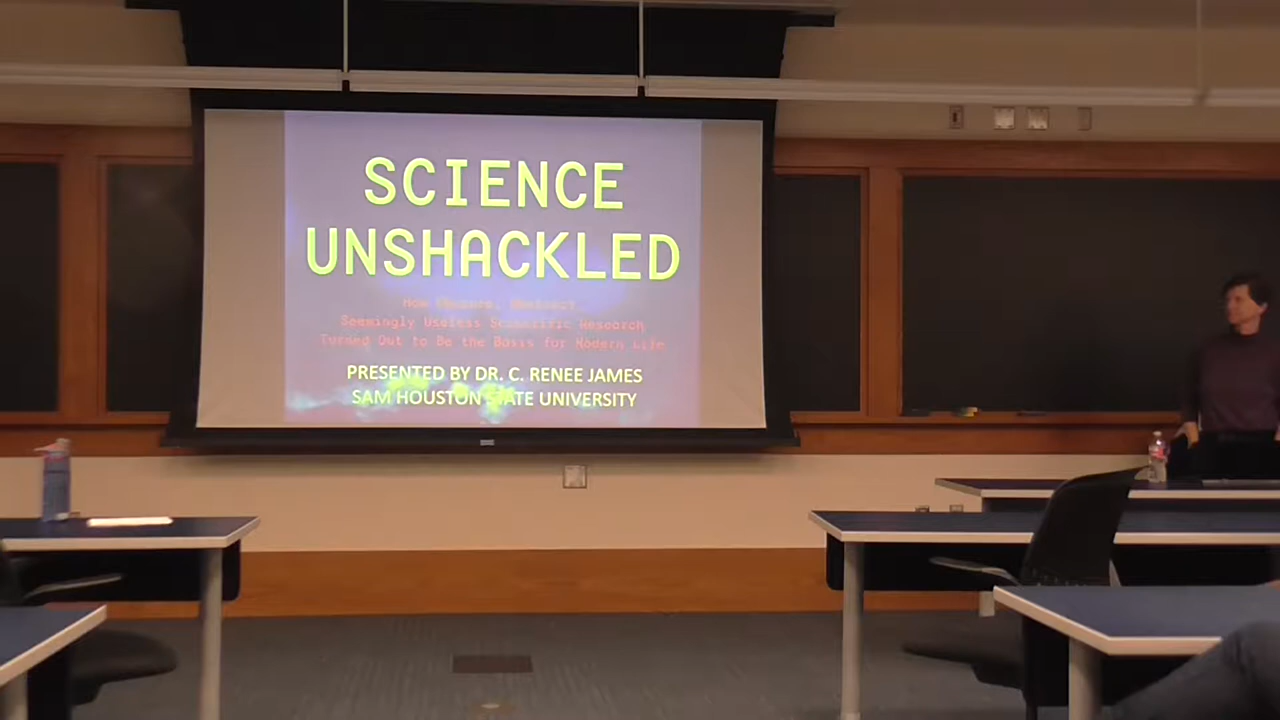 SCIENCE
UNSHACKLED
How Obscure, Abstract,
Seemingly Useless Scientific Research
Turned Out to Be the Basis for Modern Life
PRESENTED BY DR. C. RENEE JAMES
SAM HOUSTON STATE UNIVERSITY